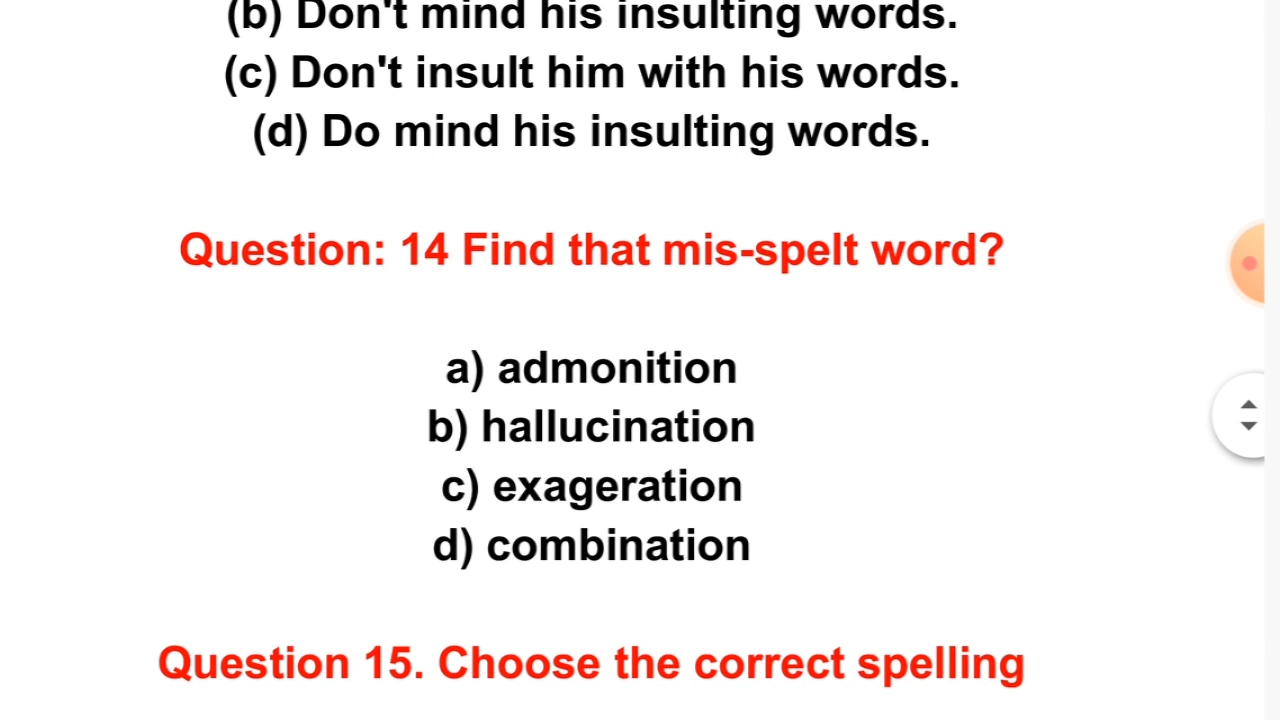 (b) Don't mind his insulting words.
(c) Don't insult him with his words.
(d) Do mind his insulting words.
Question: 14 Find that mis-spelt word?
a) admonition
b) hallucination
c) exageration
d) combination
Question 15. Choose the correct spelling